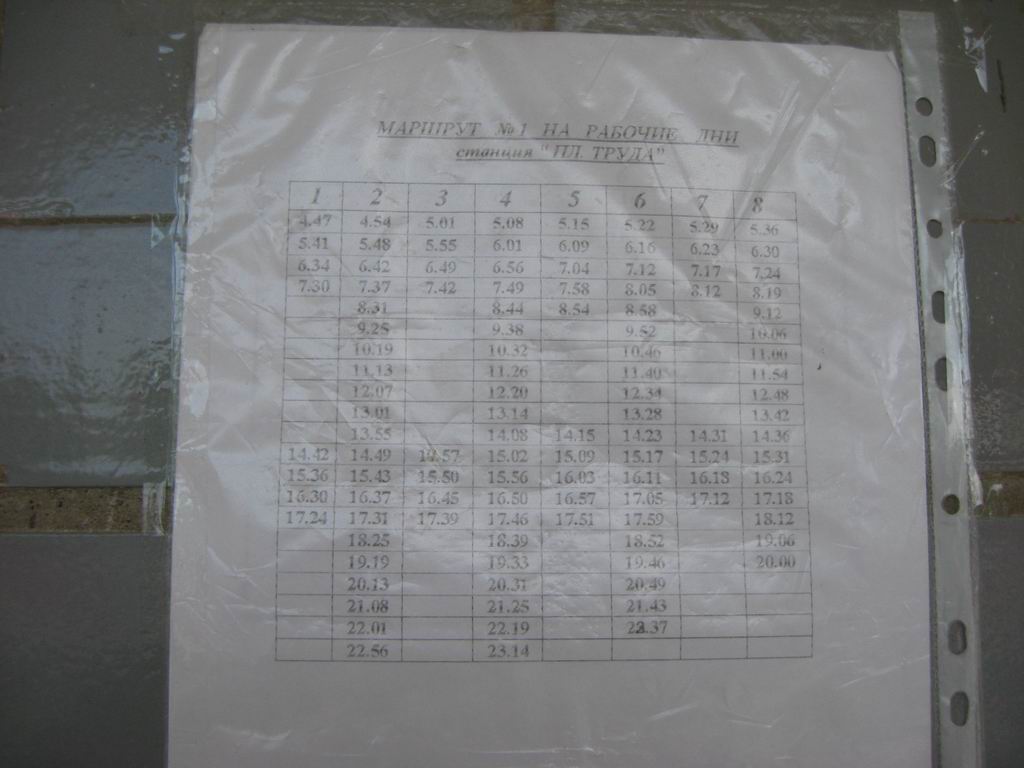 МАРШРУТ №1 НА РАБОЧИЕ ДНИ
станция "ПЛ. ТРУДА"
1 2 3 4 5 6 7 8
4.47 4.54 5.01 5.08 5.15 5.22 5.29 5.36
5.41 5.48 5.55 6.01 6.09 6.16 6.23 6.30
6.34 6.42 6.49 6.56 7.04 7.12 7.17 7.24
7.30 7.37 7.42 7.49 7.58 8.05 8.12 8.19
8.31 8.44 8.54 8.58 9.12
9.25 9.38 9.52 10.06
10.19 10.32 10.46 11.00
11.13 11.26 11.40 11.54
12.07 12.20 12.34 12.48
13.01 13.14 13.28 13.42
13.55 14.08 14.15 14.23 14.31 14.36
14.42 14.49 14.57 15.02 15.09 15.17 15.24 15.31
15.36 15.43 15.50 15.56 16.03 16.11 16.18 16.24
16.30 16.37 16.45 16.50 16.57 17.05 17.12 17.18
17.24 17.31 17.39 17.46 17.51 17.59 18.12
18.25 18.39 18.52 19.06
19.19 19.33 19.46 20.00
20.13 20.31 20.49
21.08 21.25 21.43
22.01 22.19 22.37
22.56 23.14